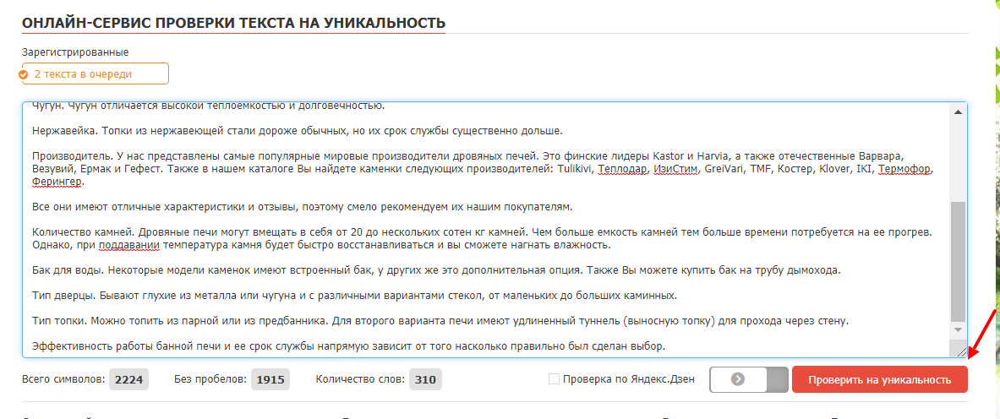 ОНЛАЙН-СЕРВИС ПРОВЕРКИ ТЕКСТА НА УНИКАЛЬНОСТЬ
Зарегистрированные
2 текста в очереди
Чугун. Чугун отличается высокой теплоемкостью и долговечностью.
Нержавейка. Топки из нержавеющей стали дороже обычных, но их срок службы существенно дольше.
Производитель. У нас представлены самые популярные мировые производители дровяных печей. Это финские лидеры Kastor и Harvia, а также отечественные Варвара,
Везувий, Ермак и Гефест. Также в нашем каталоге Вы найдете каменки следующих производителей: Tulikivi, Теплодар, ИзиСтим, GreiVari, TMF, Костер, Klover, IKI, Термофор,
Ферингер.
Все они имеют отличные характеристики и отзывы, поэтому смело рекомендуем их нашим покупателям.
Количество камней. Дровяные печи могут вмещать в себя от 20 до нескольких сотен кг камней. Чем больше емкость камней тем больше времени потребуется на ее прогрев.
Однако, при поддавании температура камня будет быстро восстанавливаться и вы сможете нагнать влажность.
Бак для воды. Некоторые модели каменок имеют встроенный бак, у других же это дополнительная опция. Также Вы можете купить бак на трубу дымохода.
Тип дверцы. Бывают глухие из металла или чугуна и с различными вариантами стекол, от маленьких до больших каминных.
Тип топки. Можно топить из парной или из предбанника. Для второго варианта печи имеют удлиненный туннель (выносную топку) для прохода через стену.
Эффективность работы банной печи и ее срок службы напрямую зависит от того насколько правильно был сделан выбор.
Всего символов: 2224 Без пробелов: 1915 Количество слов: 310 Проверка по Яндекс.Дзен Проверить на уникальность